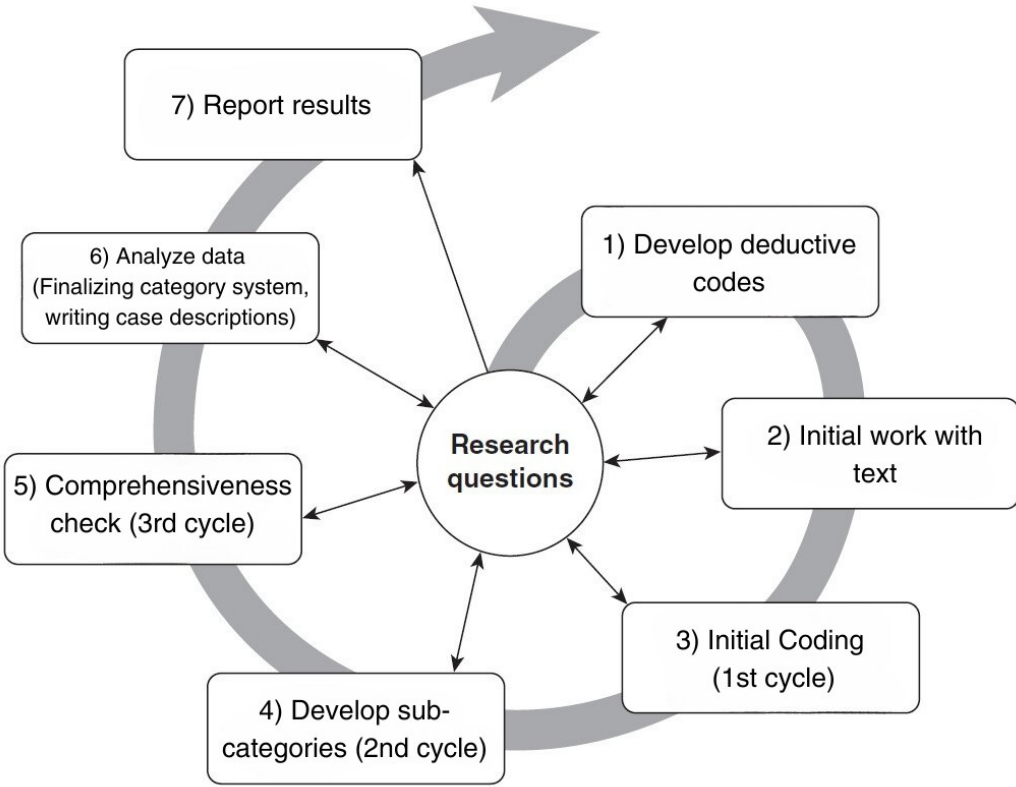 7) Report results
1) Develop deductive
codes
6) Analyze data
(Finalizing category system,
writing case descriptions)
Research
questions
2) Initial work with
text
5) Comprehensiveness
check (3rd cycle)
3) Initial Coding
(1st cycle)
4) Develop sub-
categories (2nd cycle)